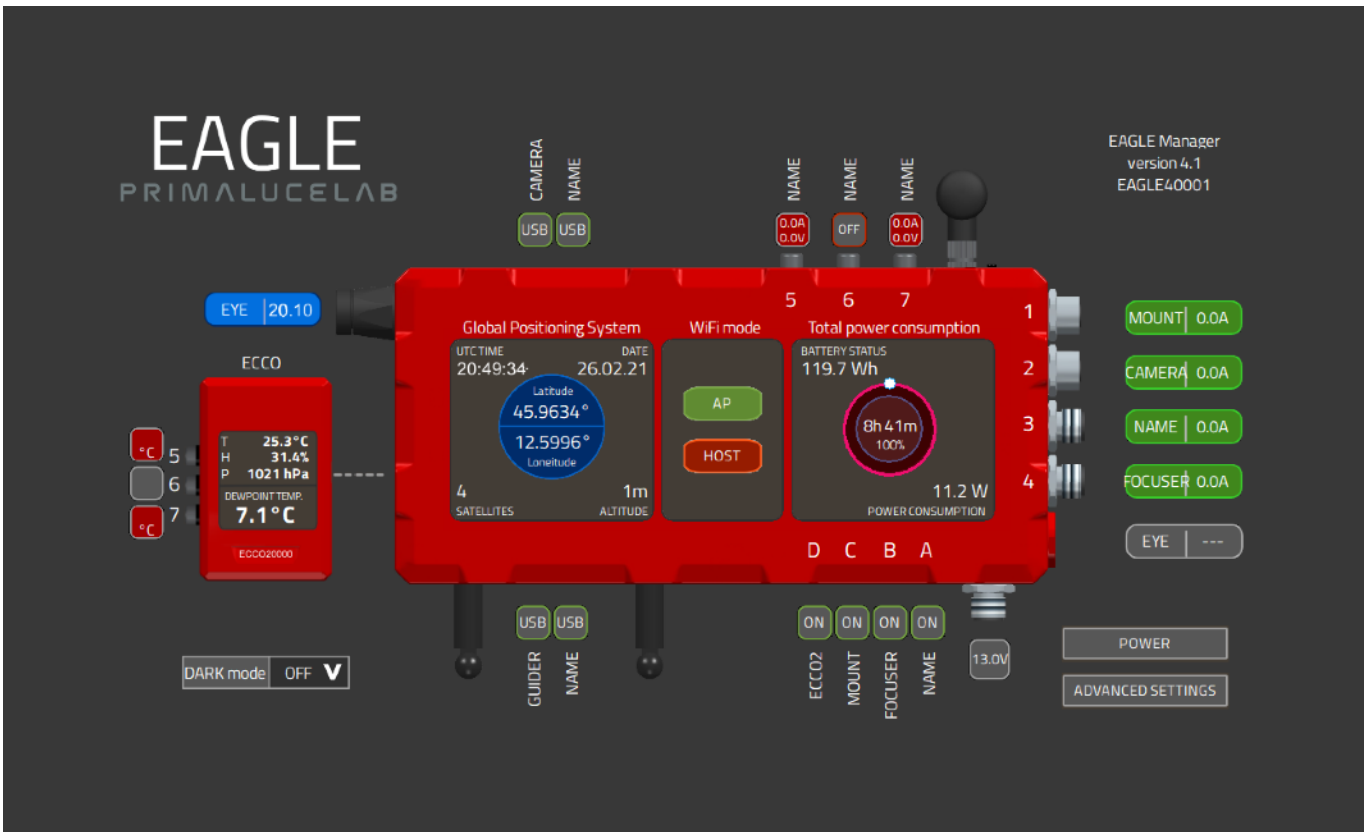 EAGLE
PRIMALUCELAB
CAMERA
NAME
USB
USB
NAME
NAME
NAME
0.0A
0.0V
OFF
0.0A
0.0V
EAGLE Manager
version 4.1
EAGLE40001
EYE 20.10
5
6
7
Global Positioning System
WiFi mode
Total power consumption
UTC TIME
DATE
20:49:34
26.02.21
Latitude
45.9634°
12.5996°
Loneitude
4
1m
SATELLITES
ALTITUDE
AP
HOST
BATTERY STATUS
119.7 Wh
8h 41m
100%
11.2 W
POWER CONSUMPTION
1
2
3
4
MOUNT 0.0A
CAMERA 0.0A
NAME 0.0A
FOCUSER 0.0A
EYE ---
ECCO
°C 5
6
°C 7
T 25.3°C
H 31.4%
P 1021 hPa
DEWPOINT TEMP.
7.1°C
ECCO20000
D C B A
USB
USB
GUIDER
NAME
ON
ON
ON
ON
ECCO2
MOUNT
FOCUSER
NAME
13.0V
DARK mode OFF V
POWER
ADVANCED SETTINGS